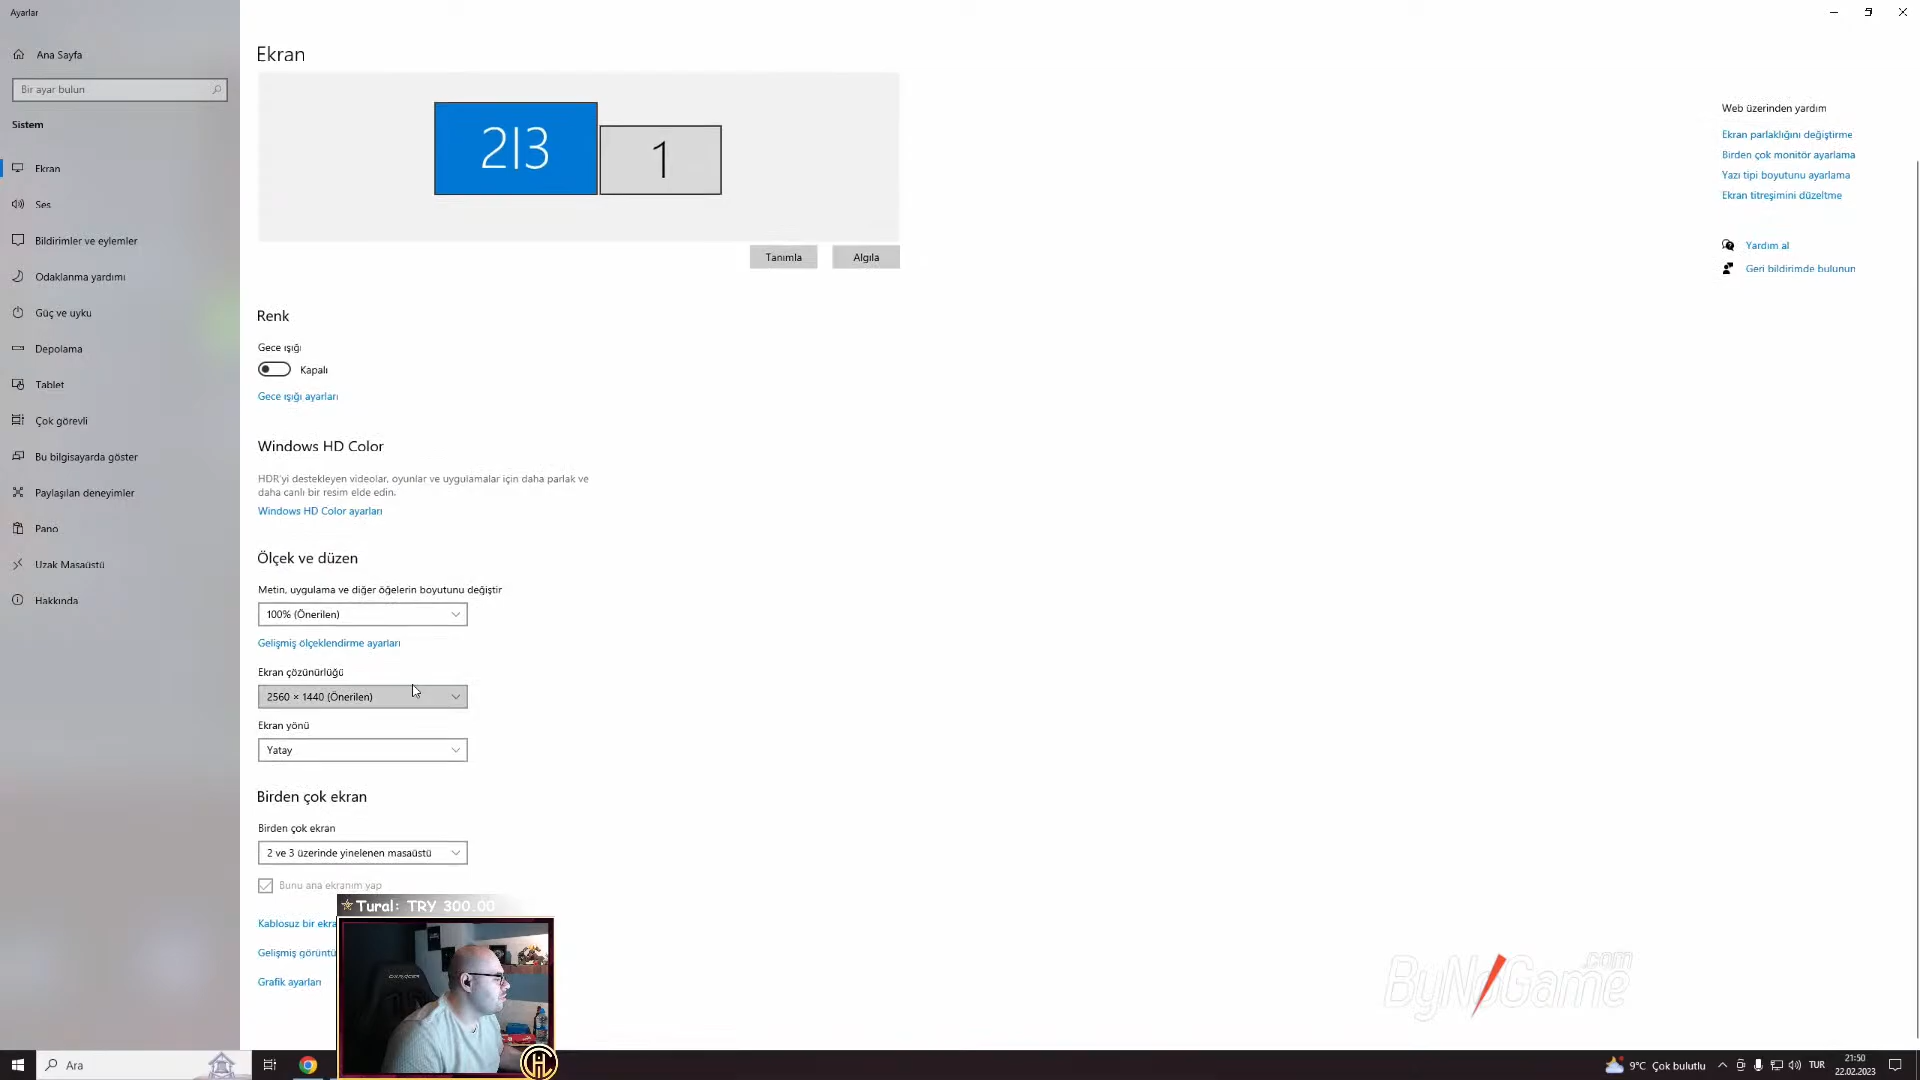 Ayarlar
Ana Sayfa
Bir ayar bulun
Sistem
Ekran
Ses
Bildirimler ve eylemler
Odaklanma yardımı
Güç ve uyku
Depolama
Tablet
Çok görevli
Bu bilgisayarda göster
Paylaşılan deneyimler
Pano
Uzak Masaüstü
Hakkında
Ekran
2|3
1
Tanımla
Algıla
Renk
Gece ışığı
Kapalı
Gece ışığı ayarları
Windows HD Color
HDR'yi destekleyen videolar, oyunlar ve uygulamalar için daha parlak ve
daha canlı bir resim elde edin.
Windows HD Color ayarları
Ölçek ve düzen
Metin, uygulama ve diğer öğelerin boyutunu değiştir
100% (Önerilen)
Gelişmiş ölçeklendirme ayarları
Ekran çözünürlüğü
2560 × 1440 (Önerilen)
Ekran yönü
Yatay
Birden çok ekran
Birden çok ekran
2 ve 3 üzerinde yinelenen masaüstü
Bunu ana ekranım yap
Kablosuz bir ekra
Gelişmiş görüntü
Grafik ayarları
Tural: TRY 300.00
Web üzerinden yardım
Ekran parlaklığını değiştirme
Birden çok monitör ayarlama
Yazı tipi boyutunu ayarlama
Ekran titreşimini düzeltme
Yardım al
Geri bildirimde bulunun
ByNoGame.com
Ara
9°C Çok bulutlu
TUR
21:50
22.02.2023